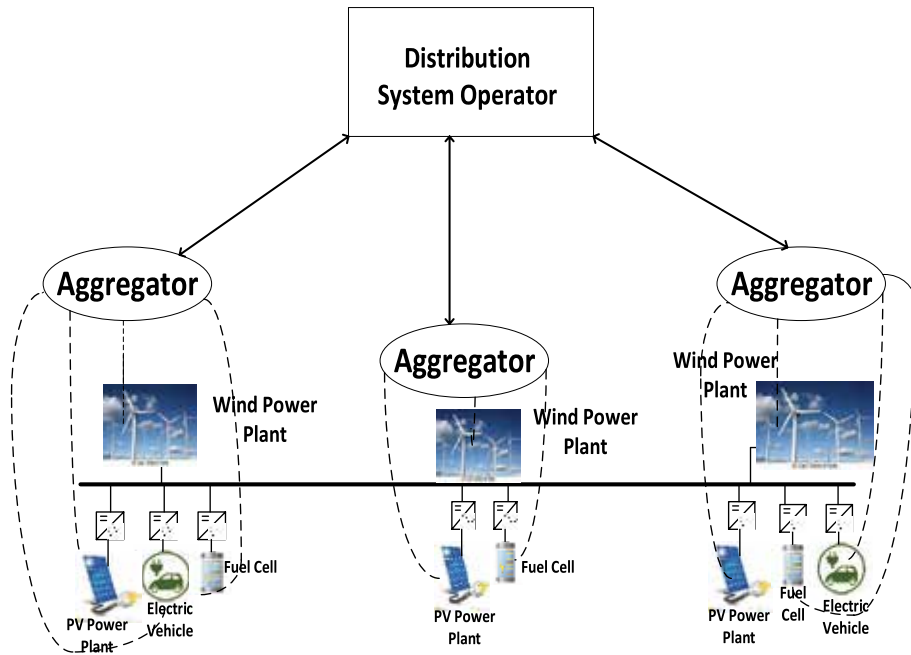 Distribution
System Operator
Aggregator
Aggregator
Aggregator
Wind Power
Plant
Wind Power
Plant
Wind Power
Plant
PV Power
Plant
Electric
Vehicle
Fuel Cell
PV Power
Plant
Fuel Cell
PV Power
Plant
Fuel
Cell
Electric
Vehicle